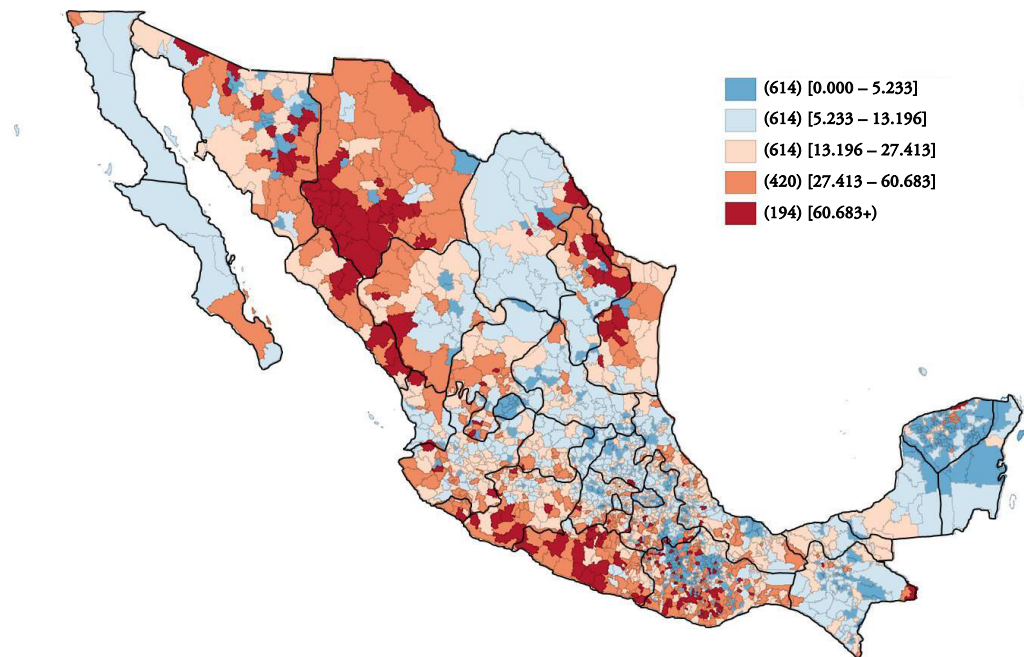 (614) [0.000 – 5.233]
(614) [5.233 – 13.196]
(614) [13.196 – 27.413]
(420) [27.413 – 60.683]
(194) [60.683+)